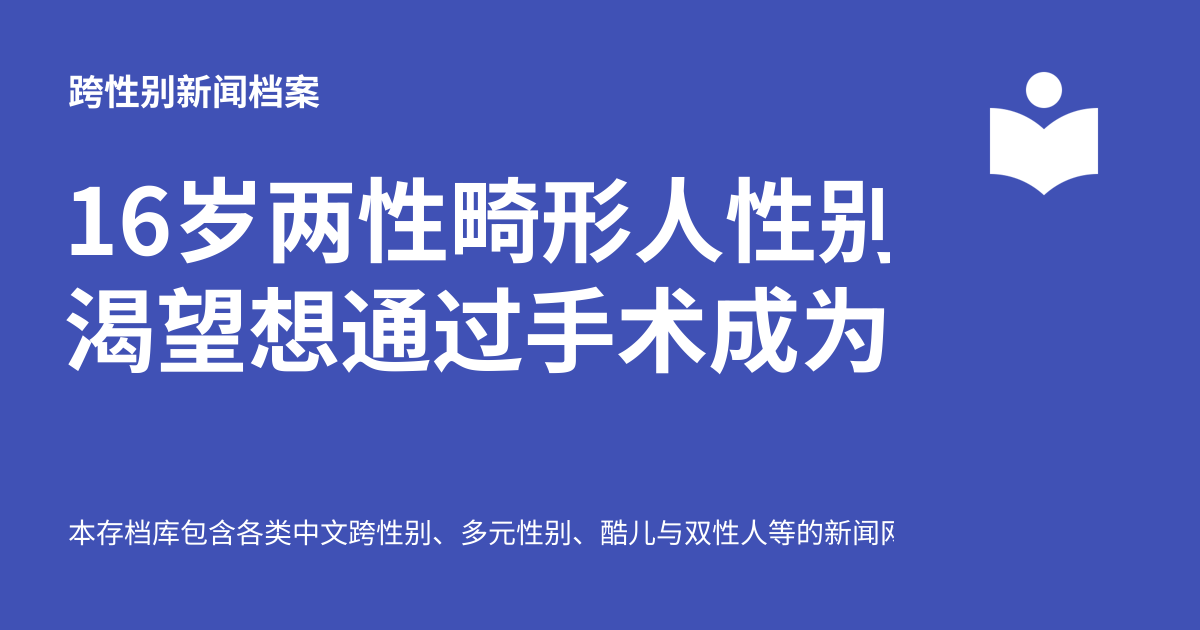 跨性别新闻档案
16岁两性畸形人性别
渴望想通过手术成为
本存档库包含各类中文跨性别、多元性别、酷儿与双性人等的新闻网